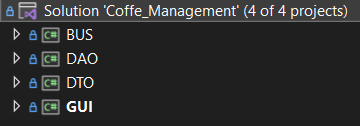 Solution 'Coffe_Management' (4 of 4 projects)
C# BUS
C# DAO
C# DTO
C# GUI